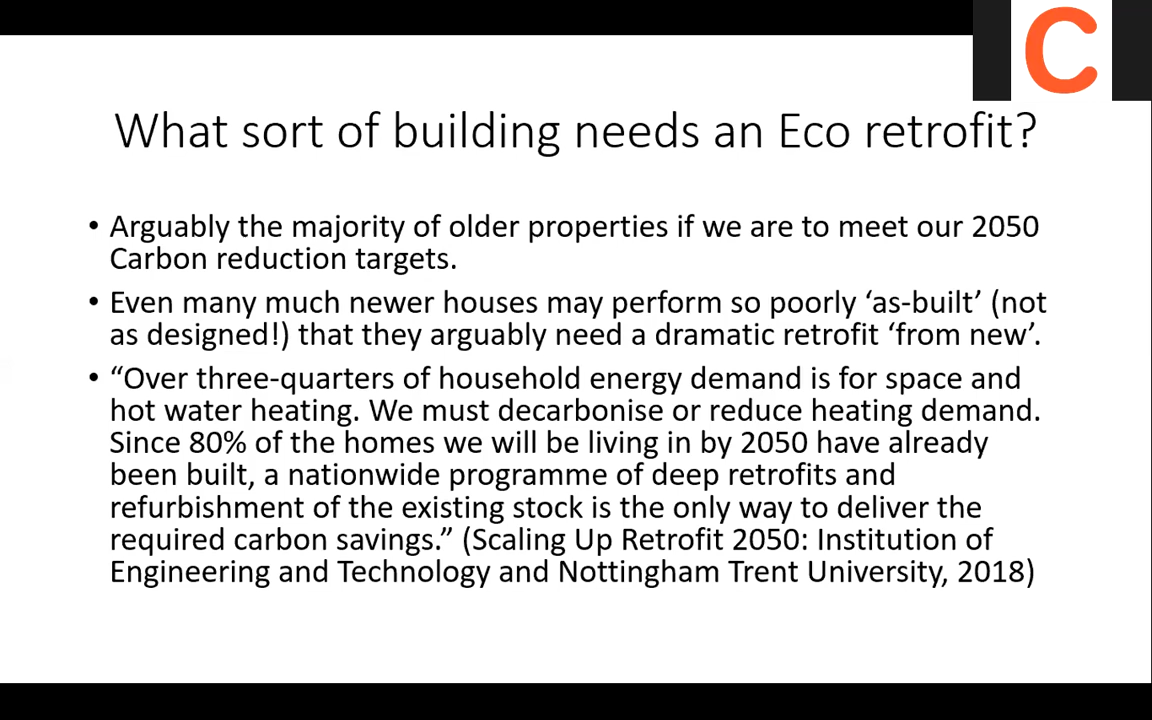 C
What sort of building needs an Eco retrofit?
• Arguably the majority of older properties if we are to meet our 2050
Carbon reduction targets.
• Even many much newer houses may perform so poorly ‘as-built’ (not
as designed!) that they arguably need a dramatic retrofit ‘from new’.
• “Over three-quarters of household energy demand is for space and
hot water heating. We must decarbonise or reduce heating demand.
Since 80% of the homes we will be living in by 2050 have already
been built, a nationwide programme of deep retrofits and
refurbishment of the existing stock is the only way to deliver the
required carbon savings.” (Scaling Up Retrofit 2050: Institution of
Engineering and Technology and Nottingham Trent University, 2018)